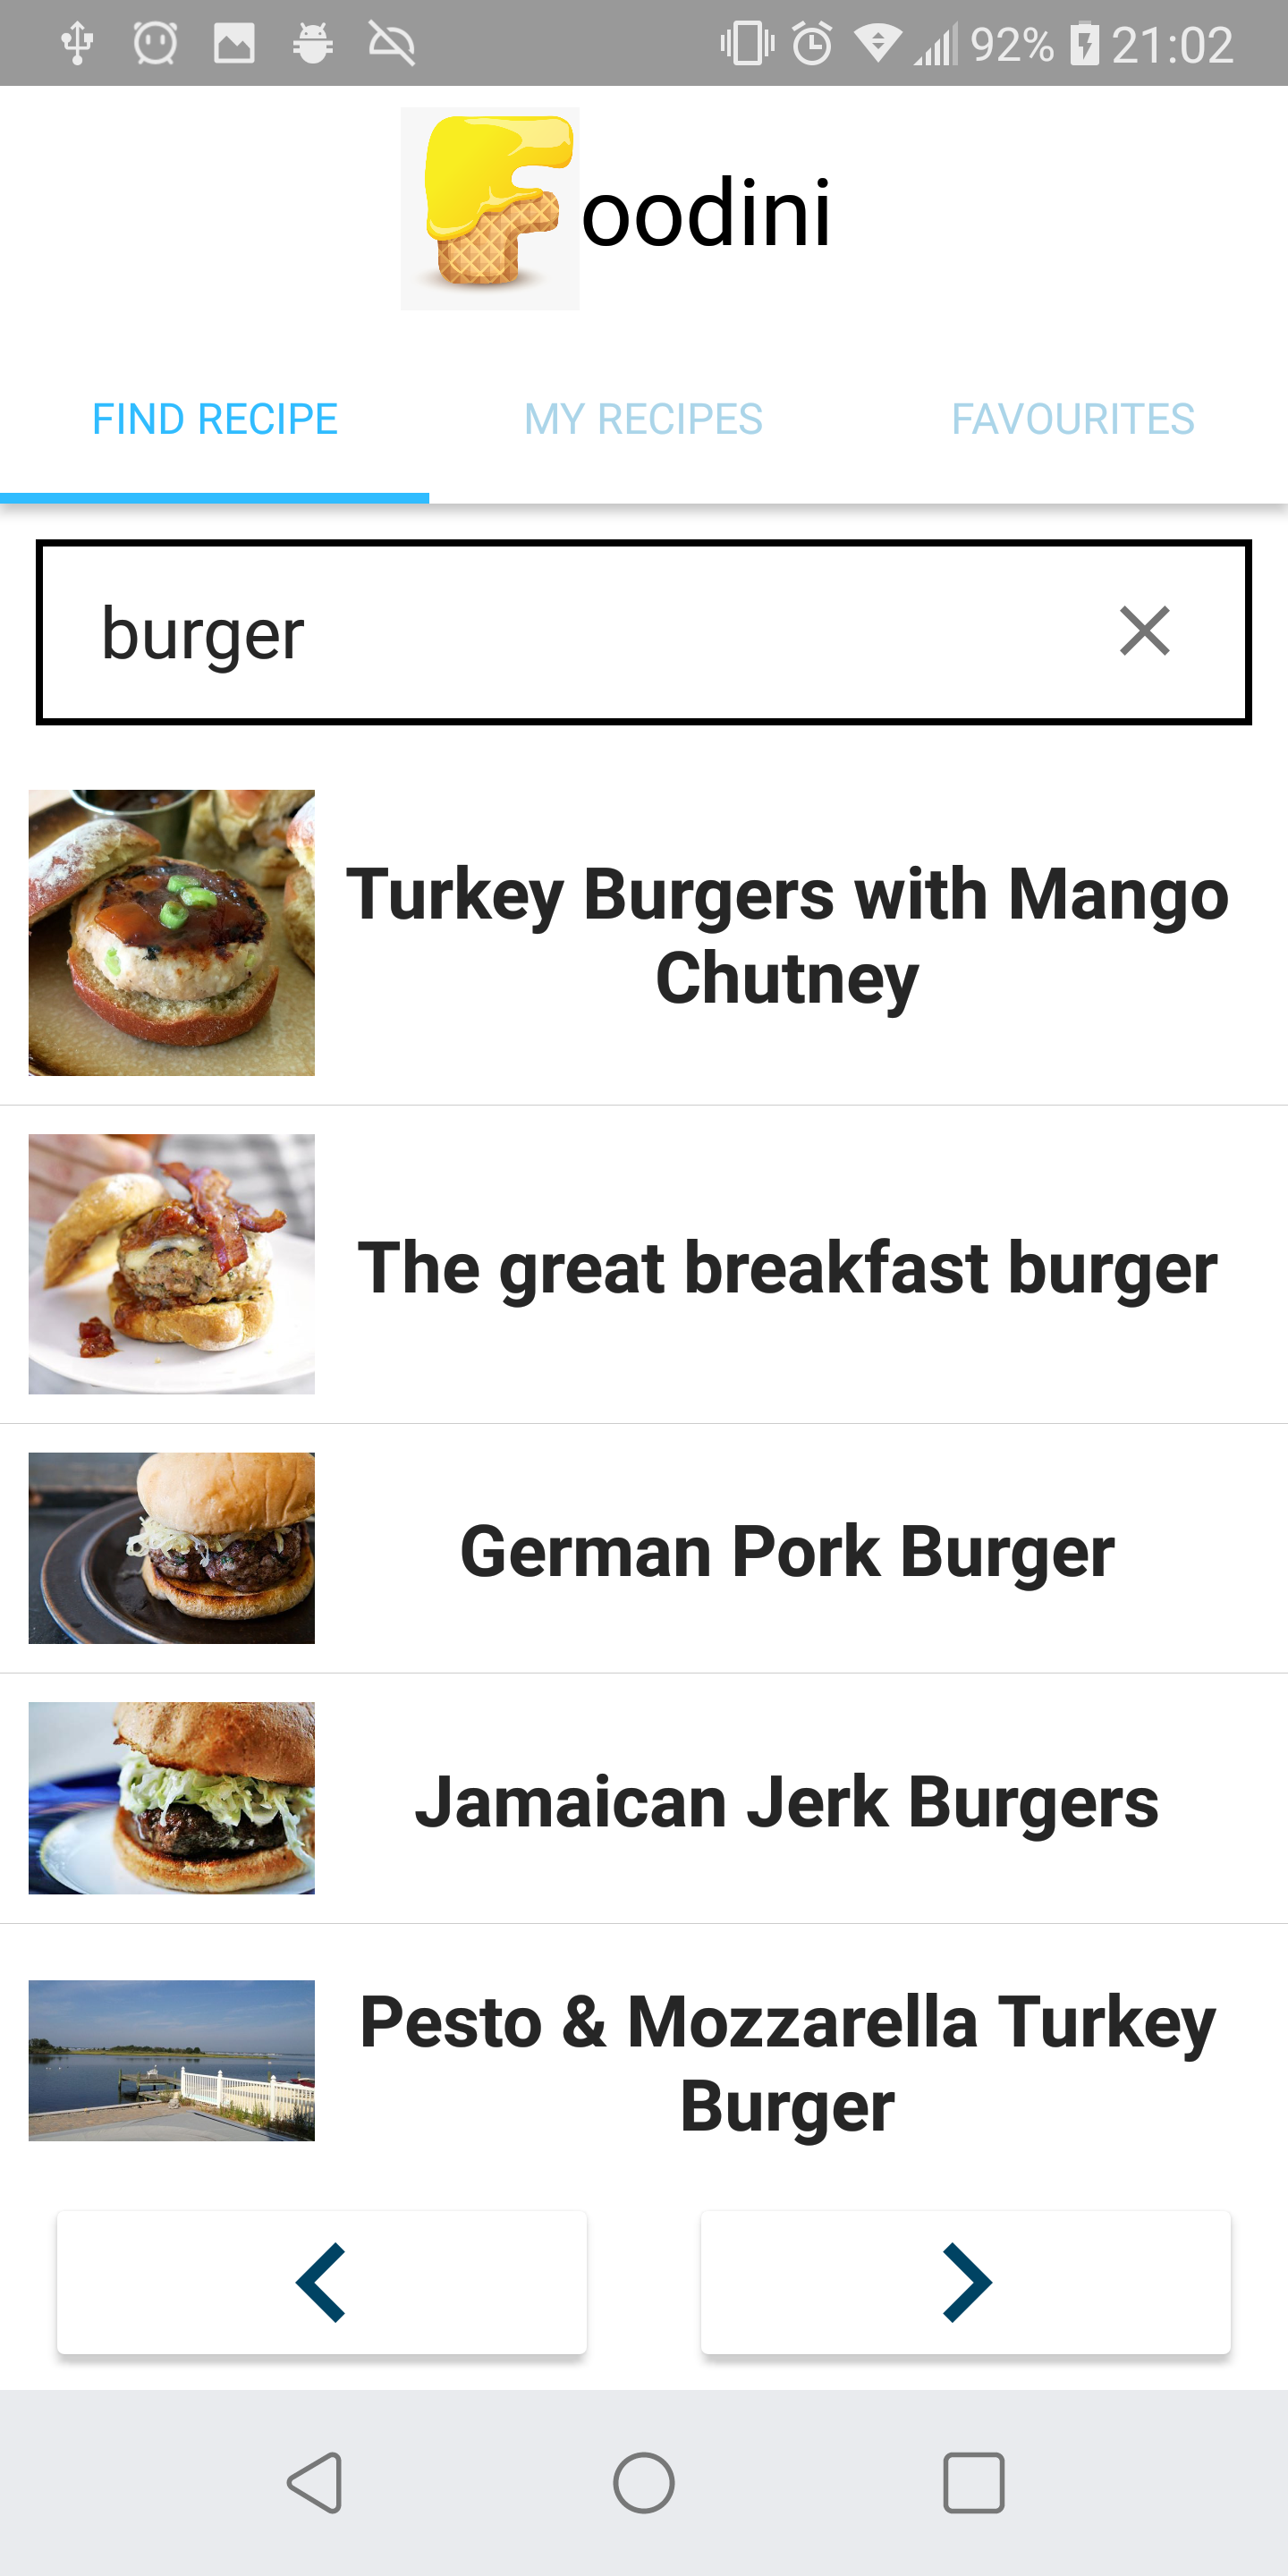 92% 21:02
Foodini
FIND RECIPE MY RECIPES FAVOURITES
burger
Turkey Burgers with Mango
Chutney
The great breakfast burger
German Pork Burger
Jamaican Jerk Burgers
Pesto & Mozzarella Turkey
Burger